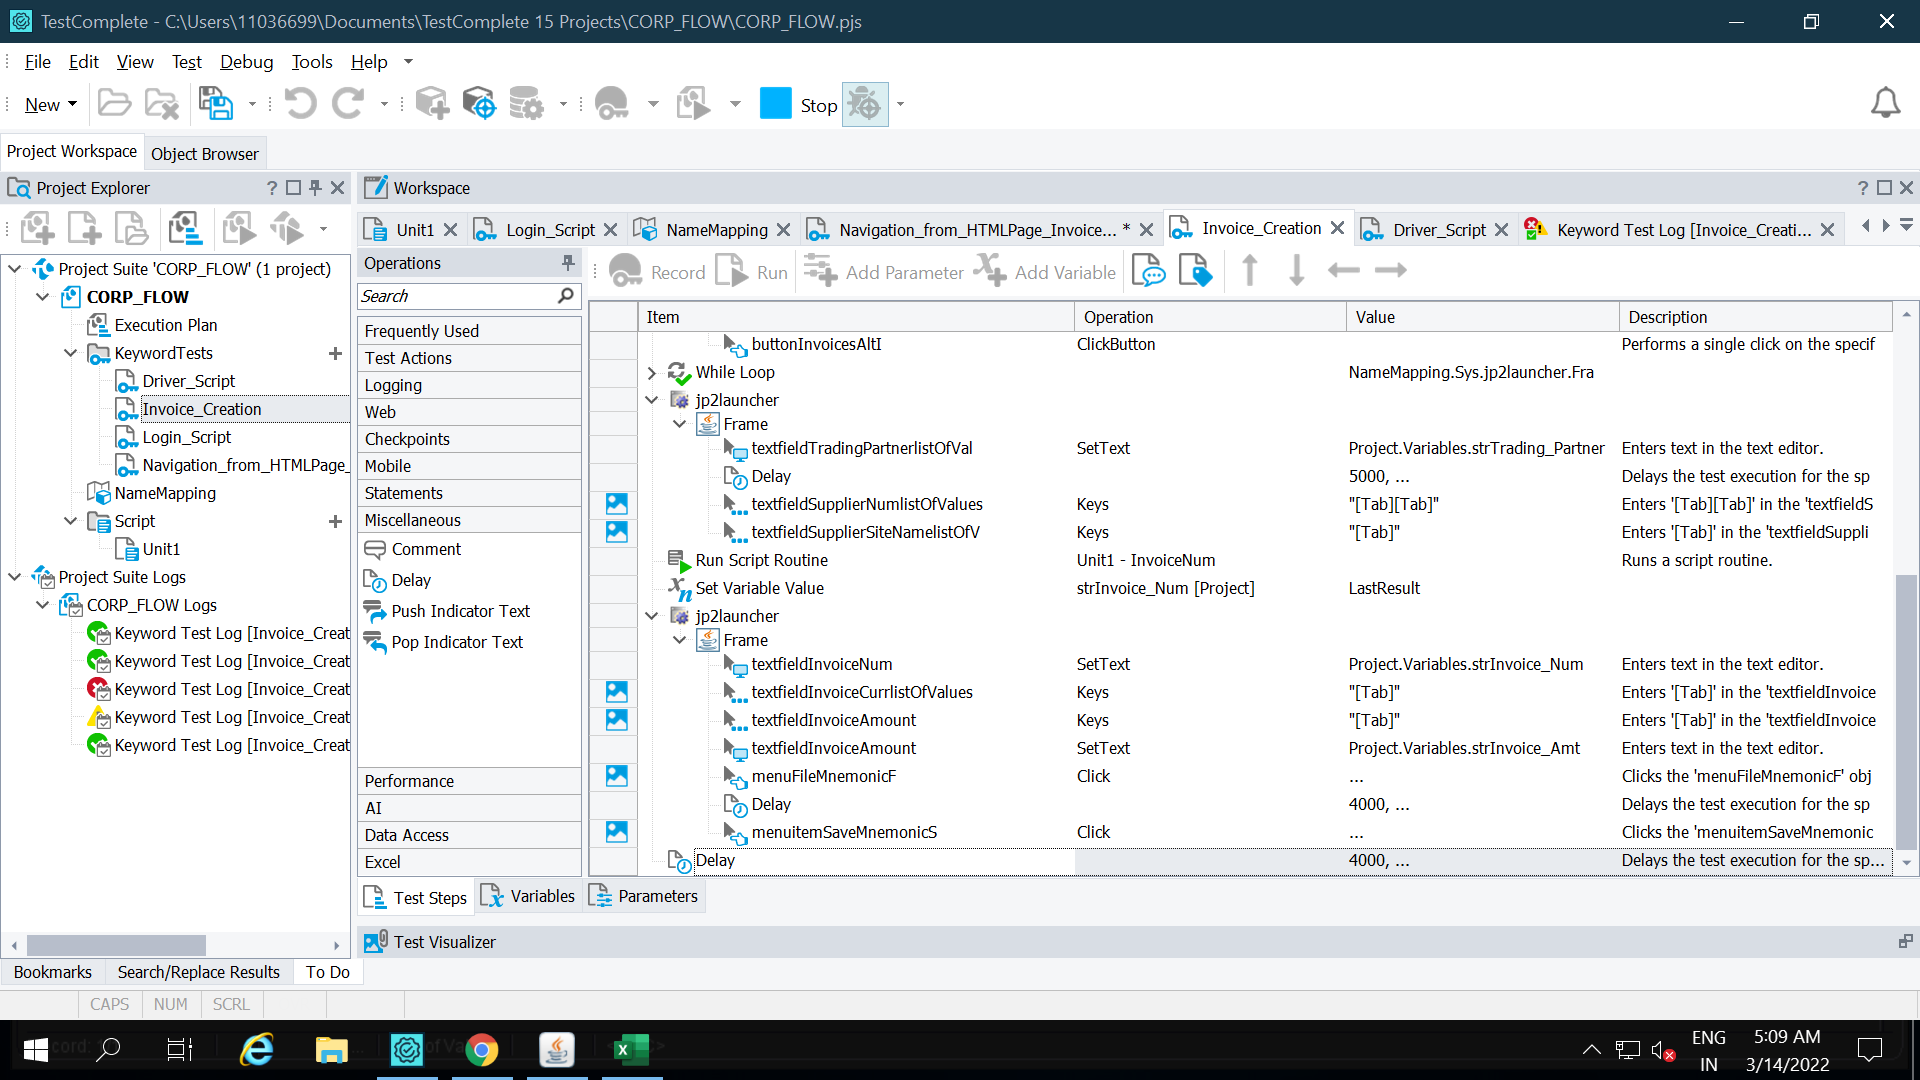 TestComplete - C:\Users\11036699\Documents\TestComplete 15 Projects\CORP_FLOW\CORP_FLOW.pjs
File Edit View Test Debug Tools Help
New Stop
Project Workspace Object Browser
Project Explorer
Workspace
Unit1 Login_Script NameMapping Navigation_from_HTMLPage_Invoice... * Invoice_Creation Driver_Script Keyword Test Log [Invoice_Creati...
Record Run Add Parameter Add Variable
Project Suite 'CORP_FLOW' (1 project)
CORP_FLOW
Execution Plan
KeywordTests
Driver_Script
Invoice_Creation
Login_Script
Navigation_from_HTMLPage_
NameMapping
Script
Unit1
Project Suite Logs
CORP_FLOW Logs
Keyword Test Log [Invoice_Creat
Keyword Test Log [Invoice_Creat
Keyword Test Log [Invoice_Creat
Keyword Test Log [Invoice_Creat
Keyword Test Log [Invoice_Creat
Operations
Search
Frequently Used
Test Actions
Logging
Web
Checkpoints
Mobile
Statements
Miscellaneous
Comment
Delay
Push Indicator Text
Pop Indicator Text
Performance
AI
Data Access
Excel
Item Operation Value Description
buttonInvoicesAltI ClickButton Performs a single click on the specif
While Loop NameMapping.Sys.jp2launcher.Fra
jp2launcher
Frame
textfieldTradingPartnerlistOfVal SetText Project.Variables.strTrading_Partner Enters text in the text editor.
Delay 5000, ... Delays the test execution for the sp
textfieldSupplierNumlistOfValues Keys "[Tab][Tab]" Enters '[Tab][Tab]' in the 'textfieldS
textfieldSupplierSiteNamelistOfV Keys "[Tab]" Enters '[Tab]' in the 'textfieldSuppli
Run Script Routine Unit1 - InvoiceNum Runs a script routine.
Set Variable Value strInvoice_Num [Project] LastResult
jp2launcher
Frame
textfieldInvoiceNum SetText Project.Variables.strInvoice_Num Enters text in the text editor.
textfieldInvoiceCurrlistOfValues Keys "[Tab]" Enters '[Tab]' in the 'textfieldInvoice
textfieldInvoiceAmount Keys "[Tab]" Enters '[Tab]' in the 'textfieldInvoice
textfieldInvoiceAmount SetText Project.Variables.strInvoice_Amt Enters text in the text editor.
menuFileMnemonicF Click ... Clicks the 'menuFileMnemonicF' obj
Delay 4000, ... Delays the test execution for the sp
menuitemSaveMnemonicS Click ... Clicks the 'menuitemSaveMnemonic
Delay 4000, ... Delays the test execution for the sp...
Test Steps Variables Parameters
Test Visualizer
Bookmarks Search/Replace Results To Do
CAPS NUM SCRL
ENG
IN
5:09 AM
3/14/2022